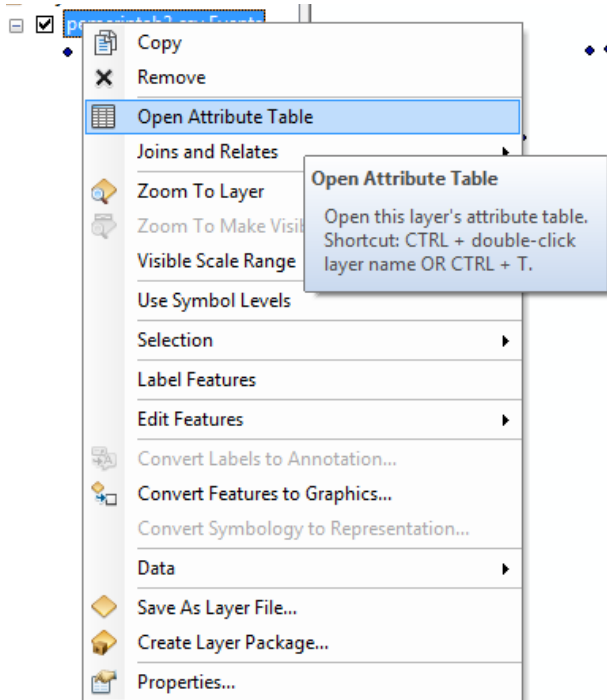 Copy
Remove
Open Attribute Table
Joins and Relates
Open Attribute Table
Zoom To Layer
Open this layer's attribute table.
Zoom To Make
Shortcut: CTRL + double-click
Visible Scale Range
layer name OR CTRL + T.
Use Symbol Levels
Selection
Label Features
Edit Features
Convert Labels to Annotation...
Convert Features to Graphics...
Convert Symbology to Representation...
Data
Save As Layer File...
Create Layer Package...
Properties...